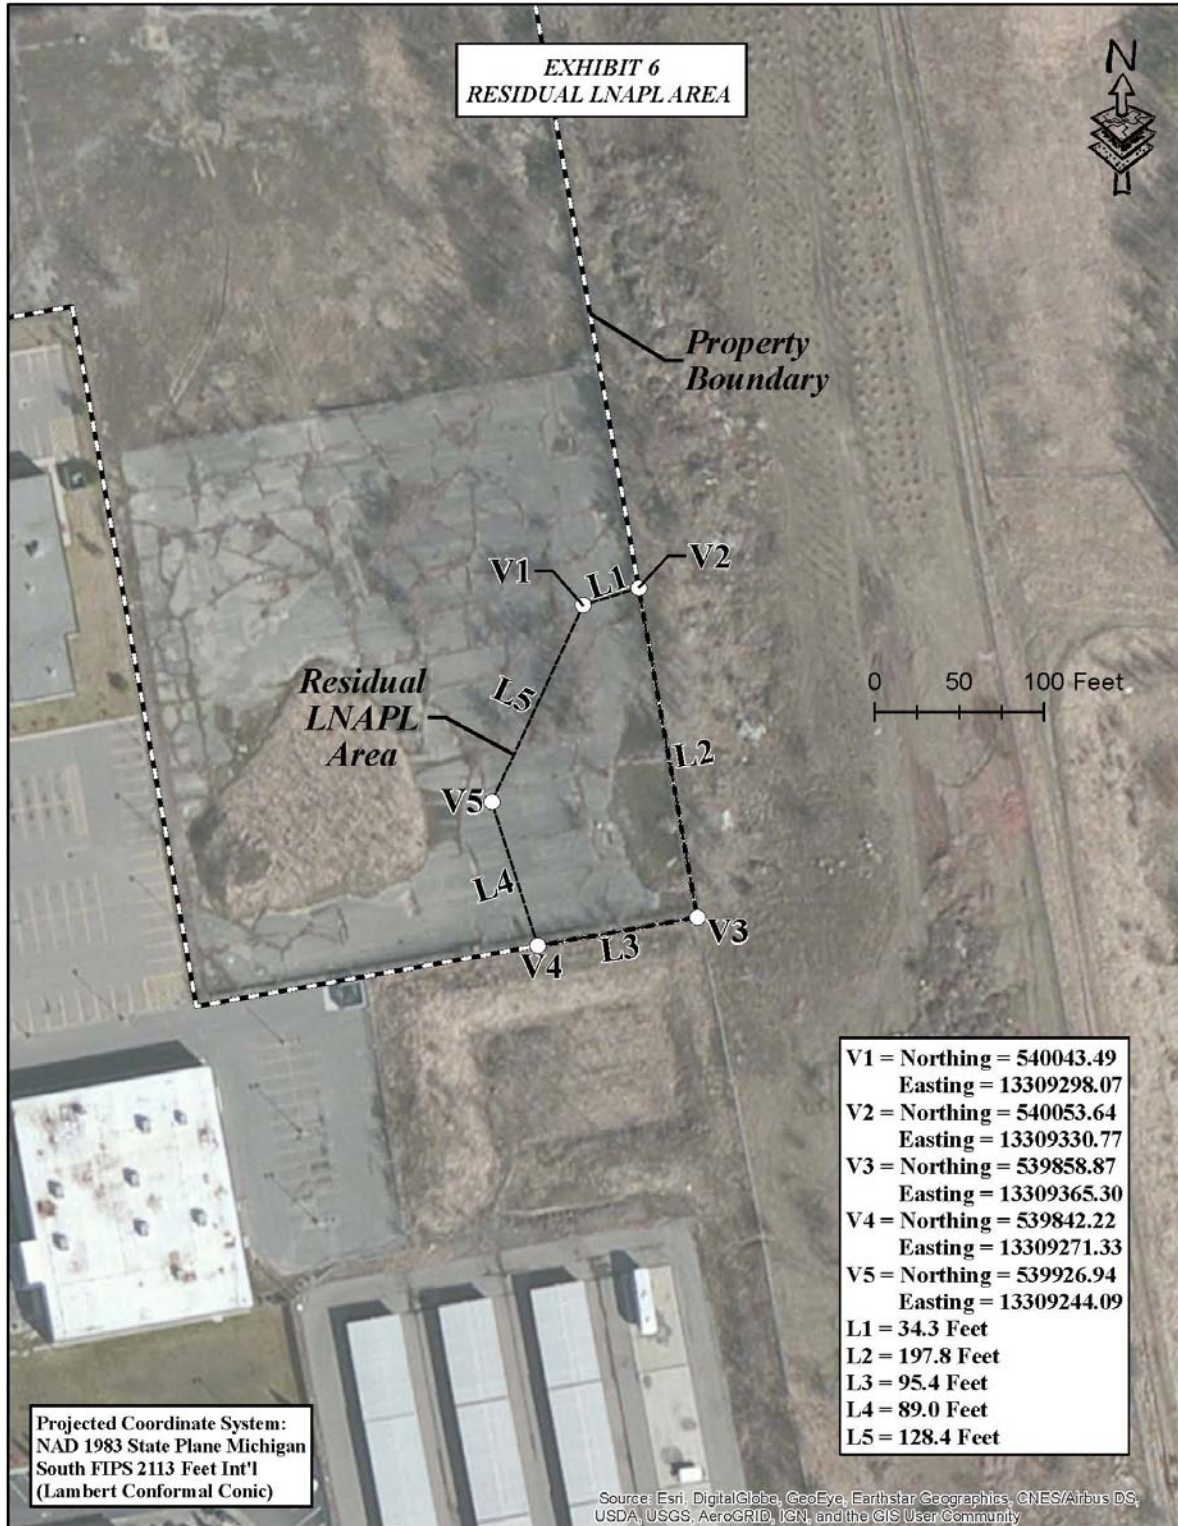 EXHIBIT 6
RESIDUAL LNAPL AREA
N
Property
Boundary
V1
L1
V2
Residual
LNAPL
Area
L5
L2
0 50 100 Feet
V5
L4
V4
L3
V3
V1 = Northing = 540043.49
Easting = 13309298.07
V2 = Northing = 540053.64
Easting = 13309330.77
V3 = Northing = 539858.87
Easting = 13309365.30
V4 = Northing = 539842.22
Easting = 13309271.33
V5 = Northing = 539926.94
Easting = 13309244.09
L1 = 34.3 Feet
L2 = 197.8 Feet
L3 = 95.4 Feet
L4 = 89.0 Feet
L5 = 128.4 Feet
Projected Coordinate System:
NAD 1983 State Plane Michigan
South FIPS 2113 Feet Int'l
(Lambert Conformal Conic)
Source: Esri, DigitalGlobe, GeoEye, Earthstar Geographics, CNES/Airbus DS,
USDA, USGS, AeroGRID, IGN, and the GIS User Community